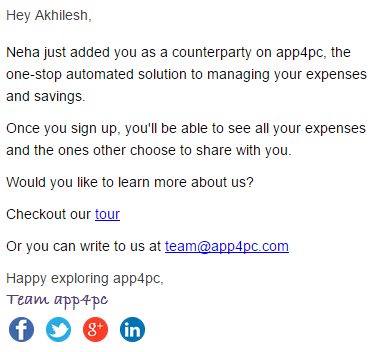 Hey Akhilesh,
Neha just added you as a counterparty on app4pc, the
one-stop automated solution to managing your expenses
and savings.
Once you sign up, you'll be able to see all your expenses
and the ones other choose to share with you.
Would you like to learn more about us?
Checkout our tour
Or you can write to us at team@app4pc.com
Happy exploring app4pc,
Team app4pc
f g+ in